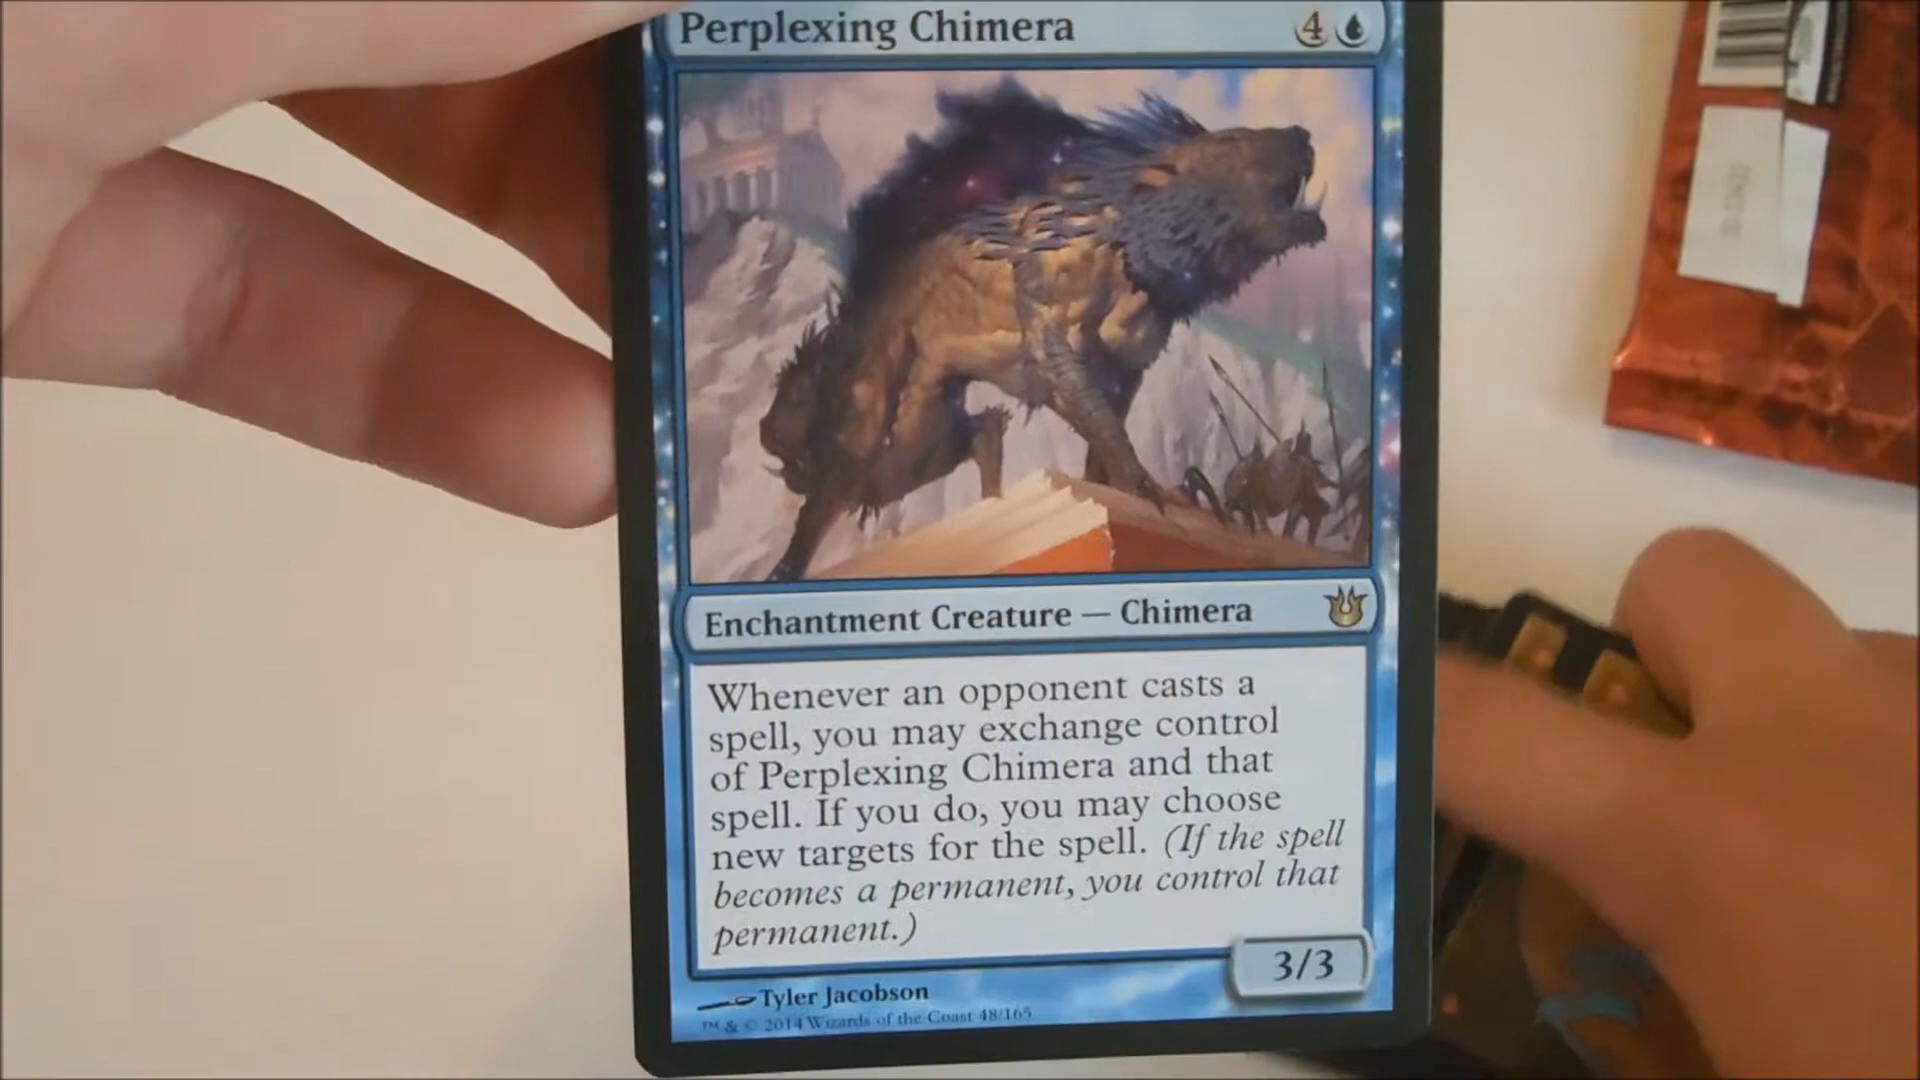 Perplexing Chimera 4
Enchantment Creature — Chimera
Whenever an opponent casts a
spell, you may exchange control
of Perplexing Chimera and that
spell. If you do, you may choose
new targets for the spell. (If the spell
becomes a permanent, you control that
permanent.)
3/3
Tyler Jacobson
™ & © 2014 Wizards of the Coast 48/165